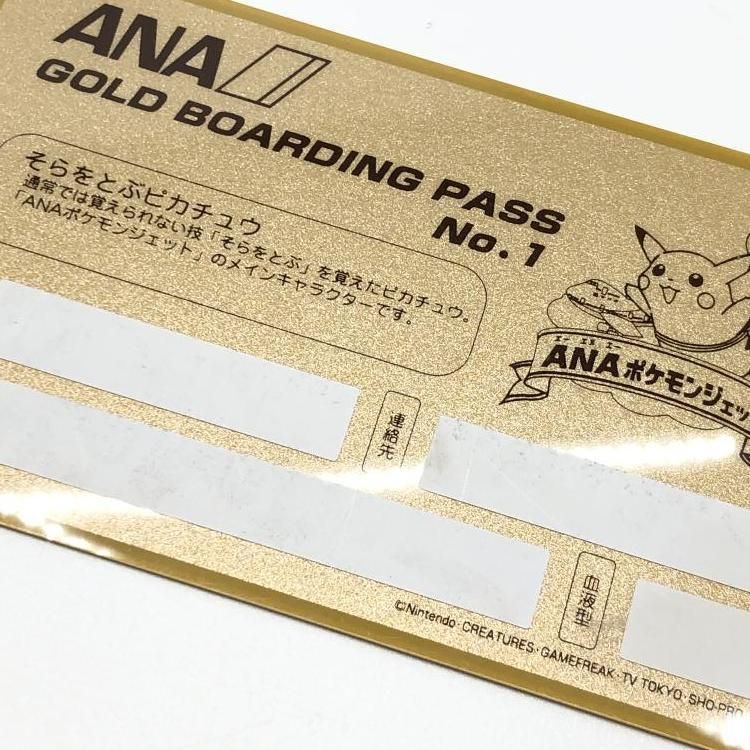 ANA
GOLD BOARDING PASS
No.1
そらをとぶピカチュウ
通常では覚えられない技「そらをとぶ」を覚えたピカチュウ。
「ANAポケモンジェット」のメインキャラクターです。
エー エヌ エー
ANAポケモンジェッ
連絡先
血液型
©Nintendo・CREATURES・GAMEFREAK・TV TOKYO・SHO-PRO